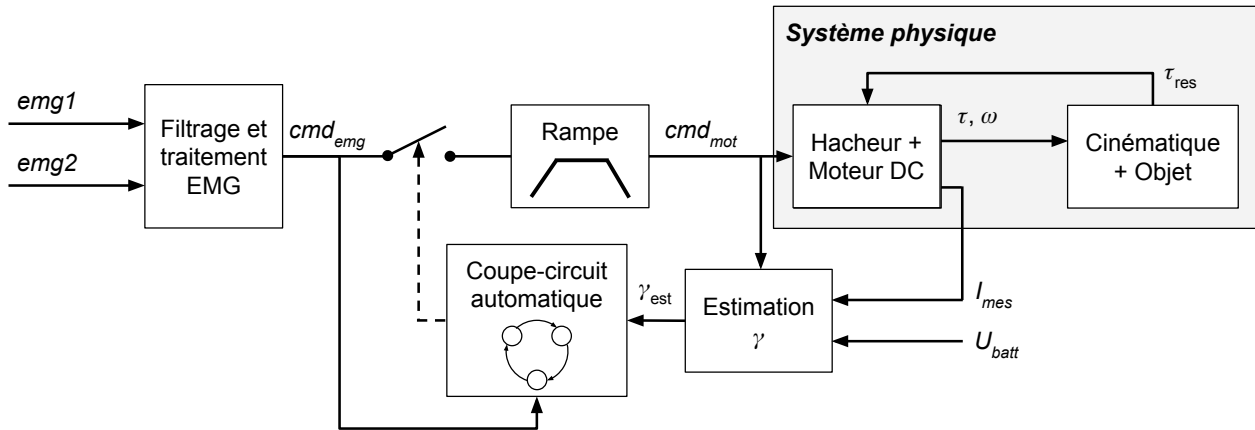 Système physique
emg1
emg2
Filtrage et
traitement
EMG
cmd_emg
Rampe
cmd_mot
Hacheur +
Moteur DC
τ, ω
τ_res
Cinématique
+ Objet
Coupe-circuit
automatique
γ_est
Estimation
γ
I_mes
U_batt